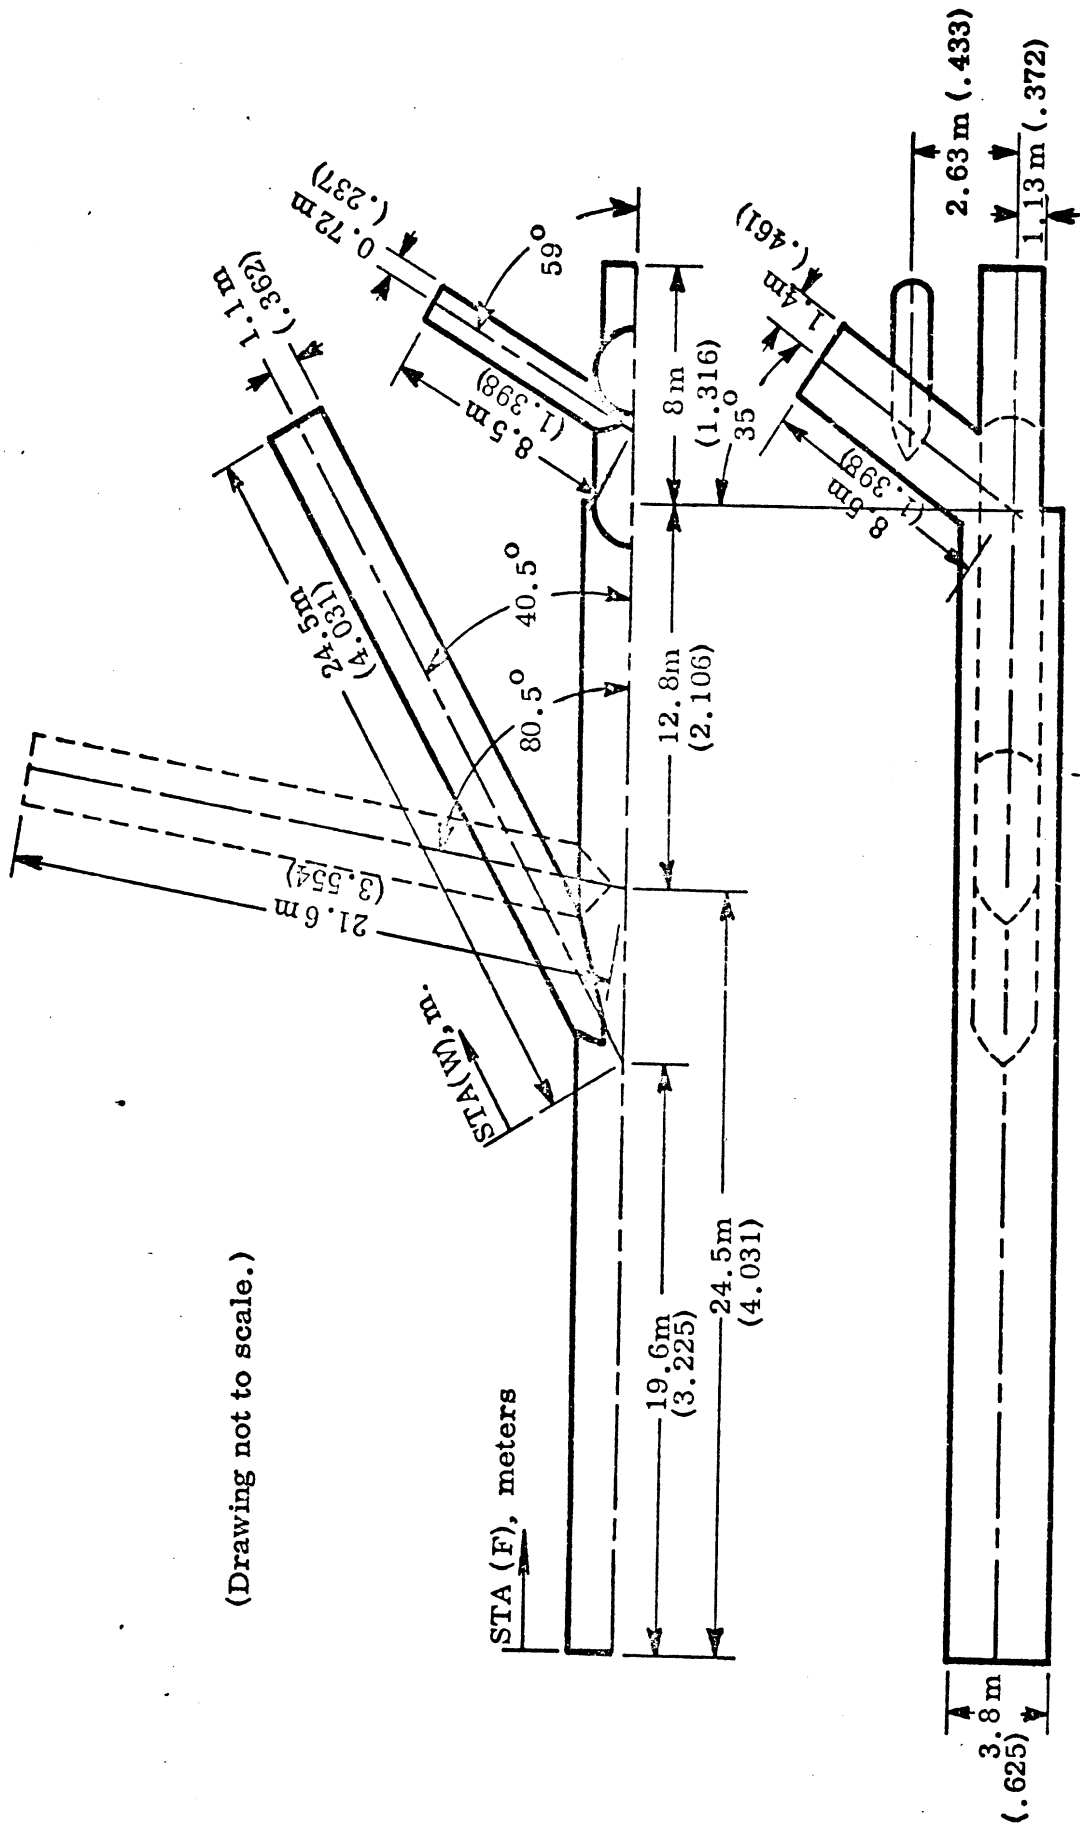 (Drawing not to scale.)
STA (F), meters
STA(W), m.
21.6 m
(3.554)
24.5m
(4.031)
80.5°
40.5°
1.1 m
(.362)
0.72 m
(.237)
8.5 m
(1.398)
59°
19.6m
(3.225)
24.5m
(4.031)
12.8m
(2.106)
8m
(1.316)
35°
8.5m
(1.398)
1.4m
(.461)
2.63 m (.433)
1.13 m (.372)
3.8 m
(.625)